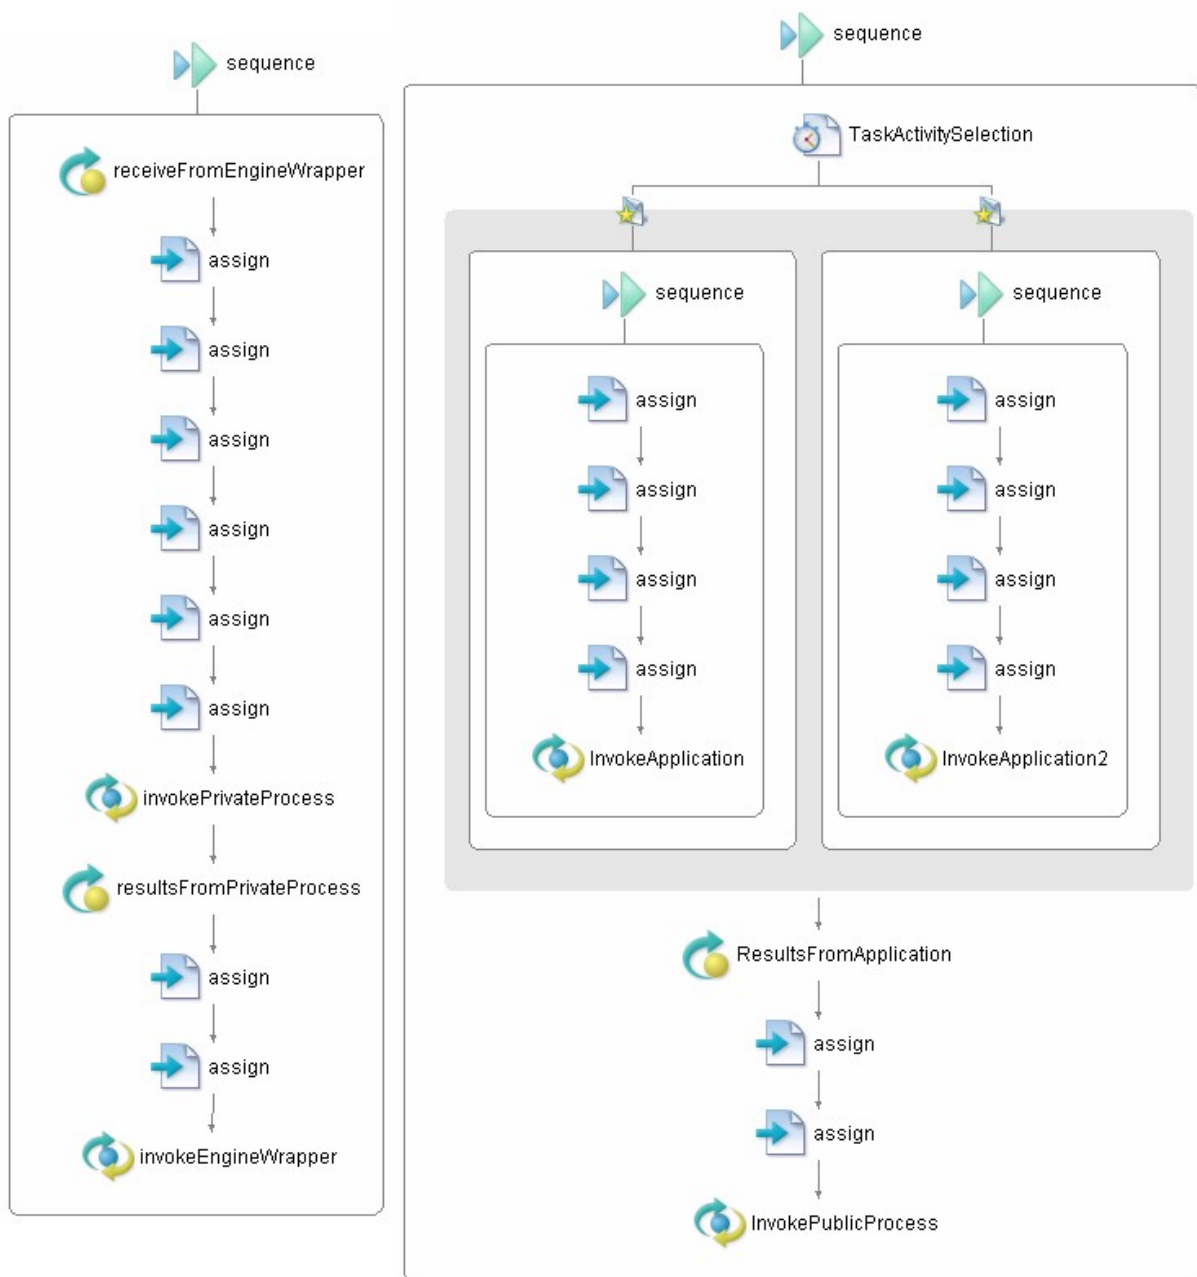 sequence
receiveFromEngineWrapper
assign
assign
assign
assign
assign
assign
invokePrivateProcess
resultsFromPrivateProcess
assign
assign
invokeEngineWrapper
sequence
TaskActivitySelection
sequence
assign
assign
assign
assign
InvokeApplication
sequence
assign
assign
assign
assign
InvokeApplication2
ResultsFromApplication
assign
assign
InvokePublicProcess